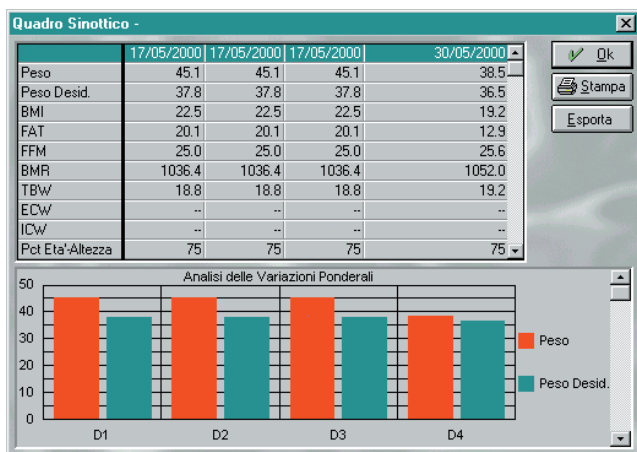 Quadro Sinottico -
17/05/2000 17/05/2000 17/05/2000 30/05/2000
Ok
Peso 45.1 45.1 45.1 38.5
Stampa
Peso Desid. 37.8 37.8 37.8 36.5
BMI 22.5 22.5 22.5 19.2
Esporta
FAT 20.1 20.1 20.1 12.9
FFM 25.0 25.0 25.0 25.6
BMR 1036.4 1036.4 1036.4 1052.0
TBW 18.8 18.8 18.8 19.2
ECW -- -- -- --
ICW -- -- -- --
Pct Eta'-Altezza 75 75 75 75
Analisi delle Variazioni Ponderali
50
40
30
20
10
0
D1 D2 D3 D4
Peso
Peso Desid.